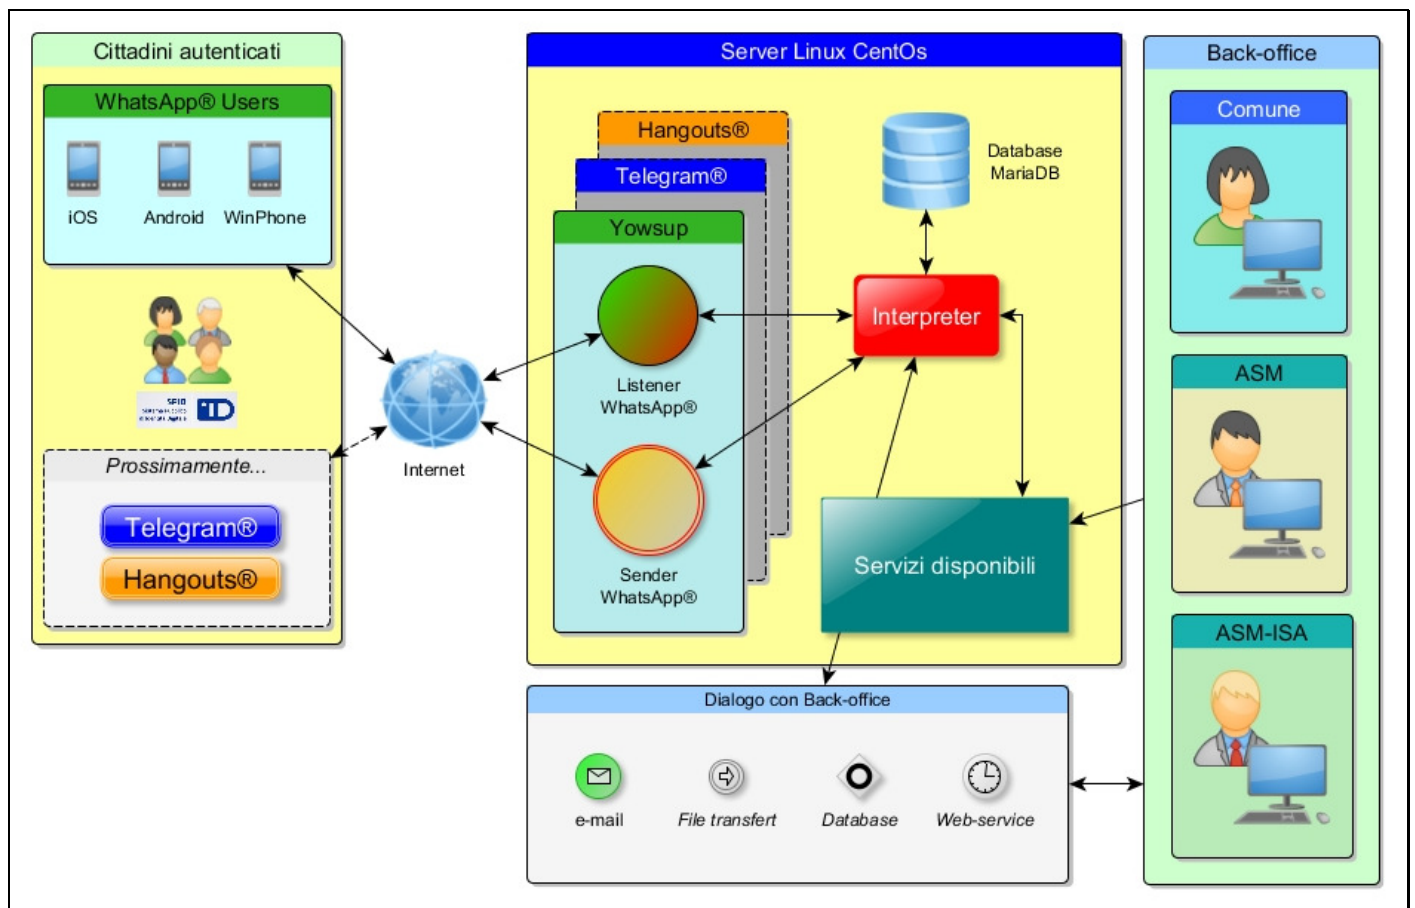 Cittadini autenticati
WhatsApp® Users
iOS
Android
WinPhone
SPID
Prossimamente...
Telegram®
Hangouts®
Internet
Server Linux CentOs
Hangouts®
Telegram®
Yowsup
Listener
WhatsApp®
Sender
WhatsApp®
Database
MariaDB
Interpreter
Servizi disponibili
Dialogo con Back-office
e-mail
File transfert
Database
Web-service
Back-office
Comune
ASM
ASM-ISA